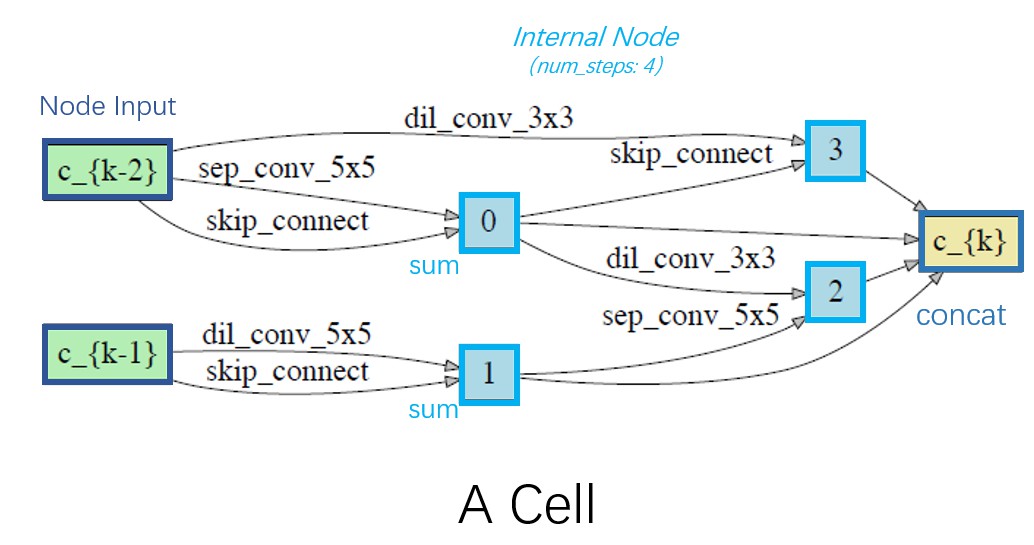 Internal Node
(num_steps: 4)
Node Input
dil_conv_3x3
c_{k-2}
sep_conv_5x5
skip_connect
3
skip_connect
0
sum
c_{k}
dil_conv_3x3
2
sep_conv_5x5
concat
c_{k-1}
dil_conv_5x5
skip_connect
1
sum
A Cell